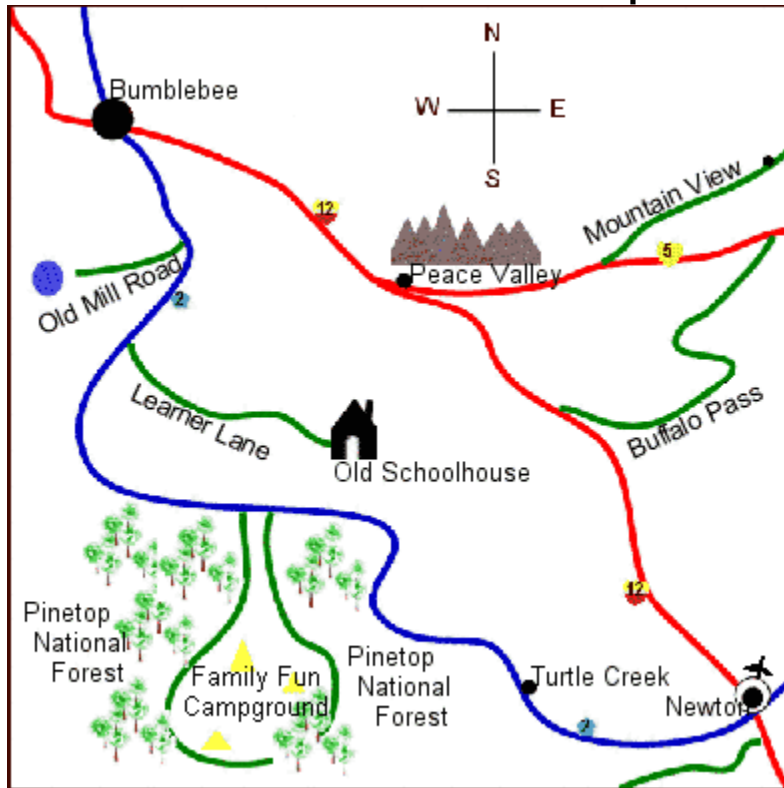 N
Bumblebee
W
E
S
12
Mountain View
5
Peace Valley
Old Mill Road
2
Learner Lane
Buffalo Pass
Old Schoolhouse
12
Pinetop
National
Forest
Family Fun
Campground
Pinetop
National
Forest
Turtle Creek
Newton
2